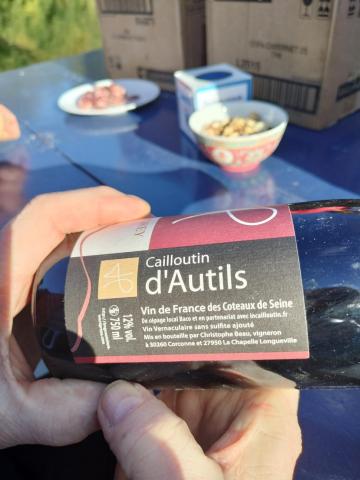 Cailloutin
d'Autils
Vin de France des Coteaux de Seine
De cépage local Baco et en partenariat avec incailloutin.fr
Vin Vernaculaire sans sulfite ajouté
Mis en bouteille par Christophe Beau, vigneron
à 30260 Corconne et 27950 La Chapelle Longueville
12% vol
750 ml